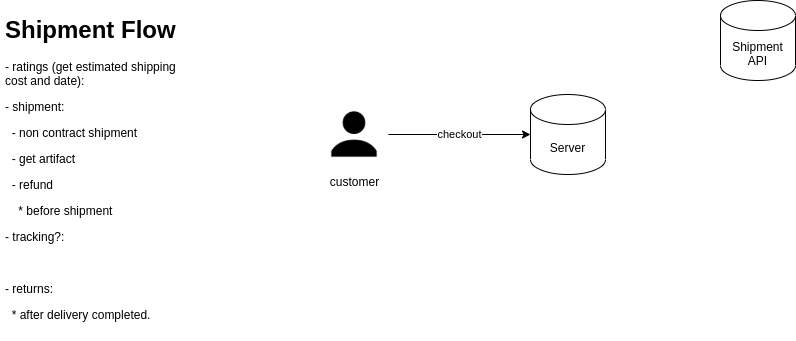 Shipment Flow
- ratings (get estimated shipping
cost and date):
- shipment:
- non contract shipment
- get artifact
- refund
* before shipment
- tracking?:
- returns:
* after delivery completed.
customer
checkout
Server
Shipment
API